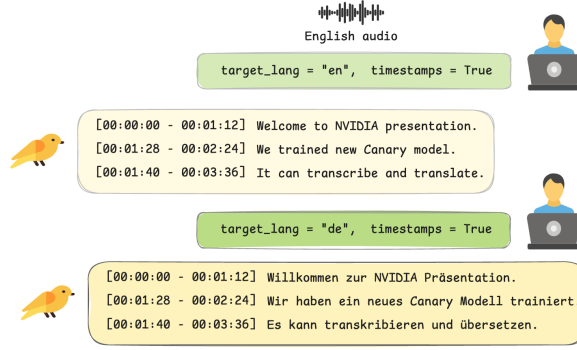 English audio
target_lang = "en", timestamps = True
[00:00:00 - 00:01:12] Welcome to NVIDIA presentation.
[00:01:28 - 00:02:24] We trained new Canary model.
[00:01:40 - 00:03:36] It can transcribe and translate.
target_lang = "de", timestamps = True
[00:00:00 - 00:01:12] Willkommen zur NVIDIA Präsentation.
[00:01:28 - 00:02:24] Wir haben ein neues Canary Modell trainiert
[00:01:40 - 00:03:36] Es kann transkribieren und übersetzen.